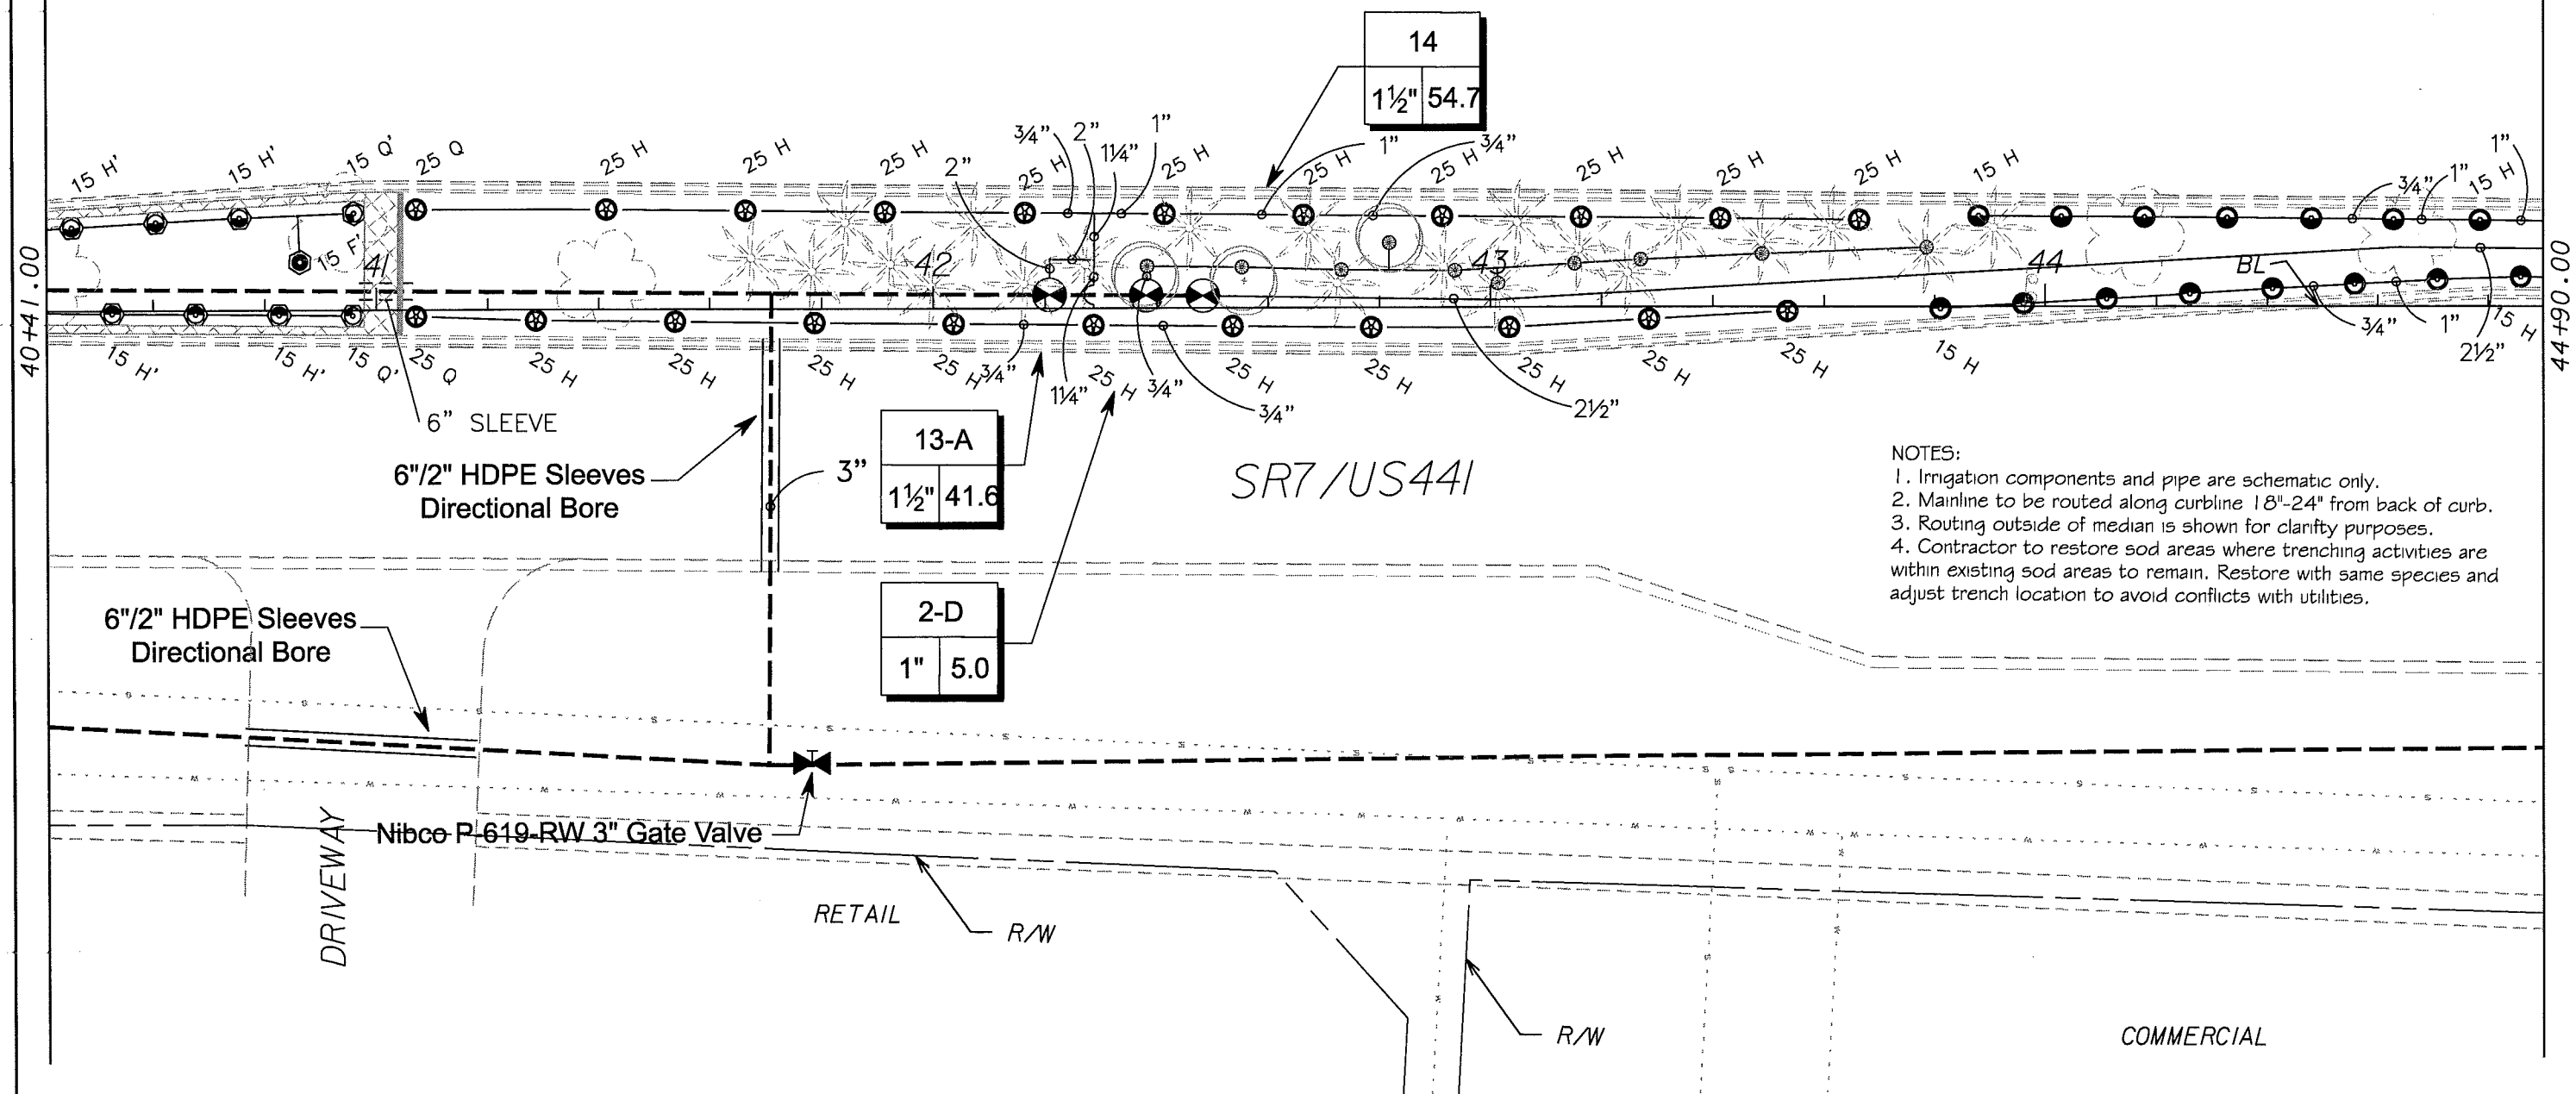 14
1½" 54.7
15 H'
15 H'
15 Q'
25 Q
25 H
25 H
25 H
25 H
¾"
2"
1¼"
1"
25 H
25 H
1"
25 H
¾"
25 H
25 H
25 H
15 H
¾"
1"
15 H
1"
2"
15 F'
41
42
43
44
BL
40+41.00
44+90.00
15 H'
15 H'
15 Q'
25 Q
25 H
25 H
25 H
25 H
¾"
1¼"
25 H
¾"
25 H
¾"
25 H
25 H
2½"
25 H
25 H
15 H
¾"
1"
15 H
2½"
6" SLEEVE
6"/2" HDPE Sleeves
Directional Bore
3"
13-A
1½" 41.6
SR7/US441
NOTES:
1. Irrigation components and pipe are schematic only.
2. Mainline to be routed along curbline 18"-24" from back of curb.
3. Routing outside of median is shown for clarifty purposes.
4. Contractor to restore sod areas where trenching activities are
within existing sod areas to remain. Restore with same species and
adjust trench location to avoid conflicts with utilities.
2-D
1" 5.0
6"/2" HDPE Sleeves
Directional Bore
Nibco P-619-RW 3" Gate Valve
DRIVEWAY
RETAIL
R/W
R/W
COMMERCIAL